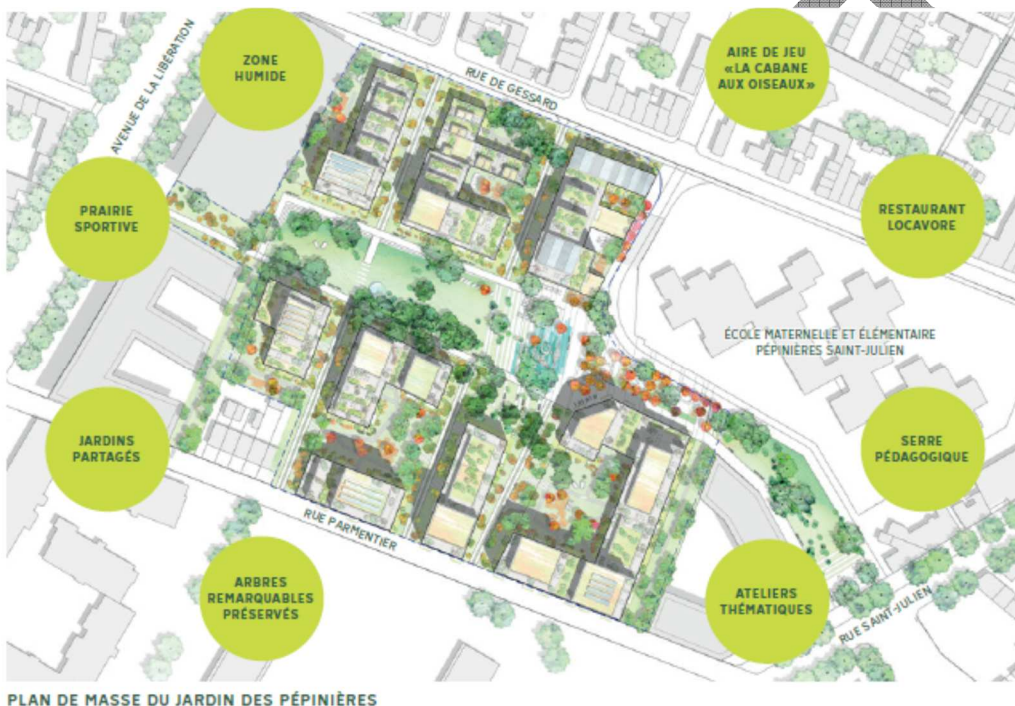 ZONE
HUMIDE
AIRE DE JEU
«LA CABANE
AUX OISEAUX»
AVENUE DE LA LIBÉRATION
RUE DE GESSARD
PRAIRIE
SPORTIVE
RESTAURANT
LOCAVORE
ÉCOLE MATERNELLE ET ÉLÉMENTAIRE
PÉPINIÈRES SAINT-JULIEN
JARDINS
PARTAGÉS
SERRE
PÉDAGOGIQUE
RUE PARMENTIER
ARBRES
REMARQUABLES
PRÉSERVÉS
ATELIERS
THÉMATIQUES
RUE SAINT-JULIEN
PLAN DE MASSE DU JARDIN DES PÉPINIÈRES